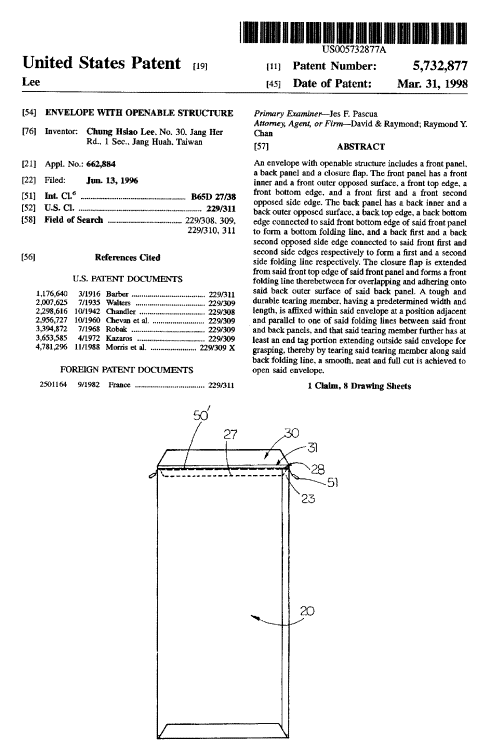 US005732877A
United States Patent [19]
Lee
[11] Patent Number: 5,732,877
[45] Date of Patent: Mar. 31, 1998
[54] ENVELOPE WITH OPENABLE STRUCTURE
[76] Inventor: Chung Hsiao Lee, No. 30, Jang Her
Rd., 1 Sec., Jang Huah, Taiwan
[21] Appl. No.: 662,884
[22] Filed: Jun. 13, 1996
[51] Int. Cl.6 ........................................ B65D 27/38
[52] U.S. Cl. ............................................. 229/311
[58] Field of Search ........................ 229/308, 309,
229/310, 311
[56] References Cited
U.S. PATENT DOCUMENTS
1,176,640 3/1916 Barber ........................... 229/311
2,007,625 7/1935 Walters .......................... 229/309
2,298,616 10/1942 Chandler ........................ 229/308
2,956,727 10/1960 Chevan et al. ................... 229/309
3,394,872 7/1968 Robak ............................ 229/309
3,653,585 4/1972 Kazaros .......................... 229/309
4,781,296 11/1988 Morris et al. ................... 229/309 X
FOREIGN PATENT DOCUMENTS
2501164 9/1982 France ........................... 229/311
Primary Examiner—Jes F. Pascua
Attorney, Agent, or Firm—David & Raymond; Raymond Y.
Chan
[57] ABSTRACT
An envelope with openable structure includes a front panel,
a back panel and a closure flap. The front panel has a front
inner and a front outer opposed surface, a front top edge, a
front bottom edge, and a front first and a front second
opposed side edge. The back panel has a back inner and a
back outer opposed surface, a back top edge, a back bottom
edge connected to said front bottom edge of said front panel
to form a bottom folding line, and a back first and a back
second opposed side edge connected to said front first and
second side edges respectively to form a first and a second
side folding line respectively. The closure flap is extended
from said front top edge of said front panel and forms a front
folding line therebetween for overlapping and adhering onto
said back outer surface of said back panel. A tough and
durable tearing member, having a predetermined width and
length, is affixed within said envelope at a position adjacent
and parallel to one of said folding lines between said front
and back panels, and that said tearing member further has at
least an end tag portion extending outside said envelope for
grasping, thereby by tearing said tearing member along said
back folding line, a smooth, neat and full cut is achieved to
open said envelope.
1 Claim, 8 Drawing Sheets
50'
27
30
31
28
51
23
20